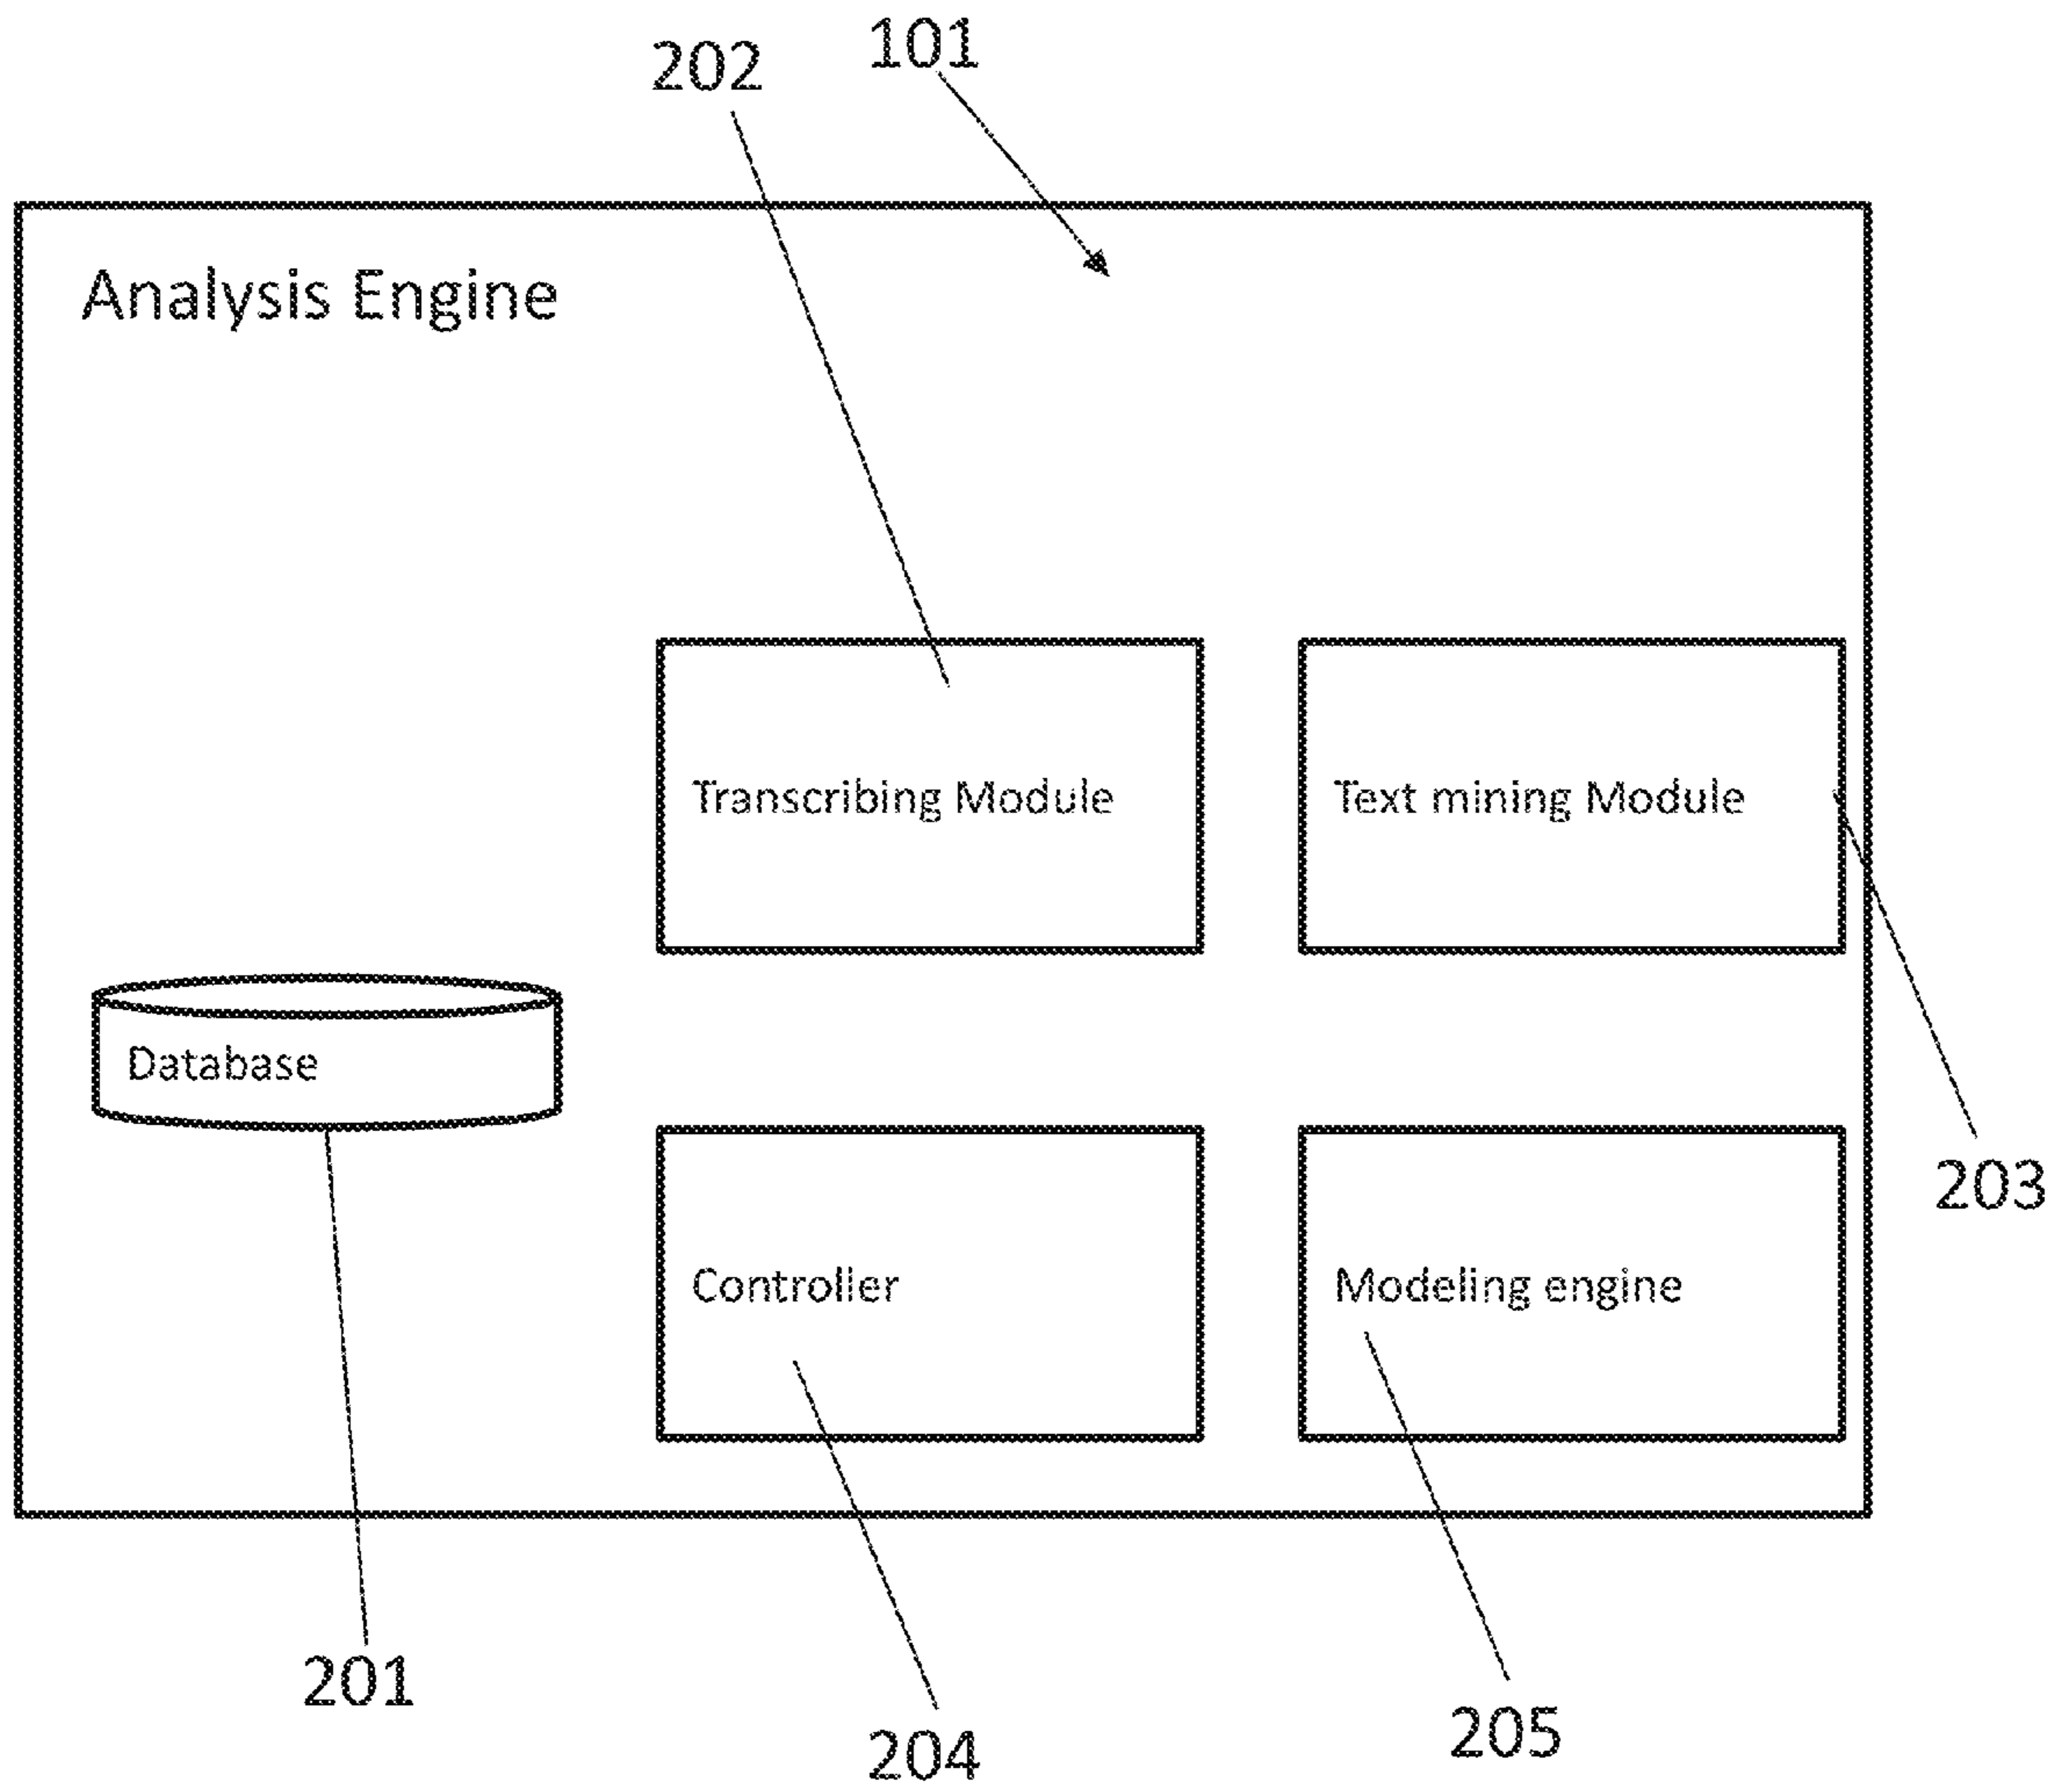 101
202
Analysis Engine
Transcribing Module
Text mining Module
Database
203
Controller
Modeling engine
201
205
204